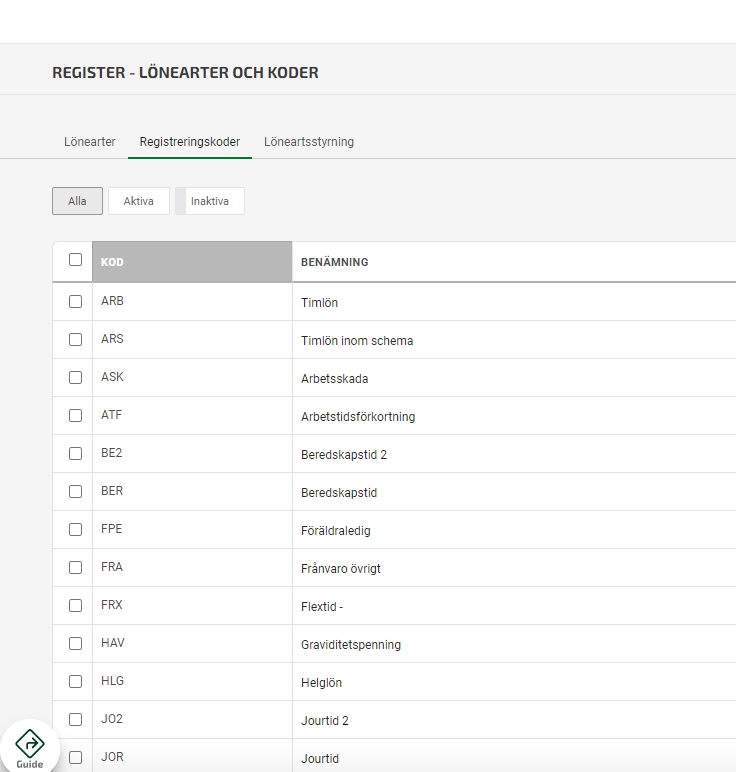 REGISTER - LÖNEARTER OCH KODER
Lönearter Registreringskoder Löneartsstyrning
Alla Aktiva Inaktiva
KOD BENÄMNING
ARB Timlön
ARS Timlön inom schema
ASK Arbetsskada
ATF Arbetstidsförkortning
BE2 Beredskapstid 2
BER Beredskapstid
FPE Föräldraledig
FRA Frånvaro övrigt
FRX Flextid -
HAV Graviditetspenning
HLG Helglön
JO2 Jourtid 2
JOR Jourtid
Guide